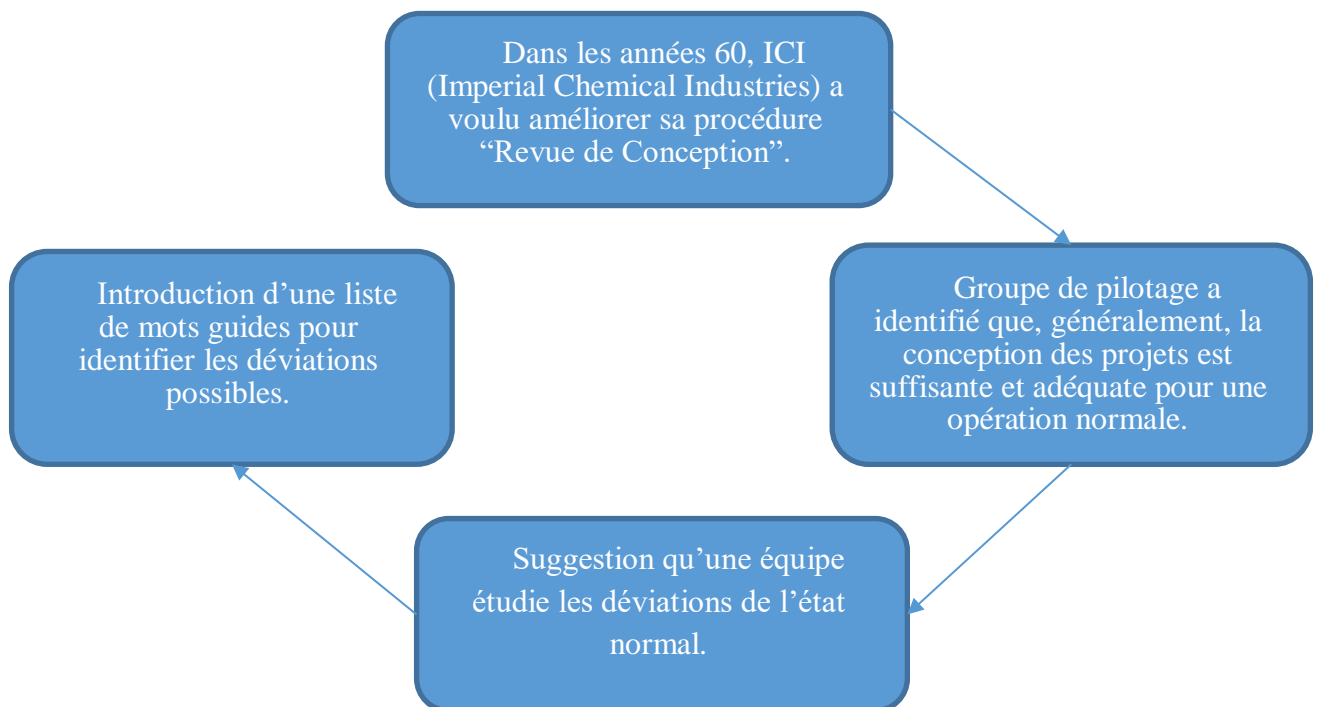 Dans les années 60, ICI
(Imperial Chemical Industries) a
voulu améliorer sa procédure
“Revue de Conception”.
Groupe de pilotage a
identifié que, généralement, la
conception des projets est
suffisante et adéquate pour une
opération normale.
Suggestion qu’une équipe
étudie les déviations de l’état
normal.
Introduction d’une liste
de mots guides pour
identifier les déviations
possibles.